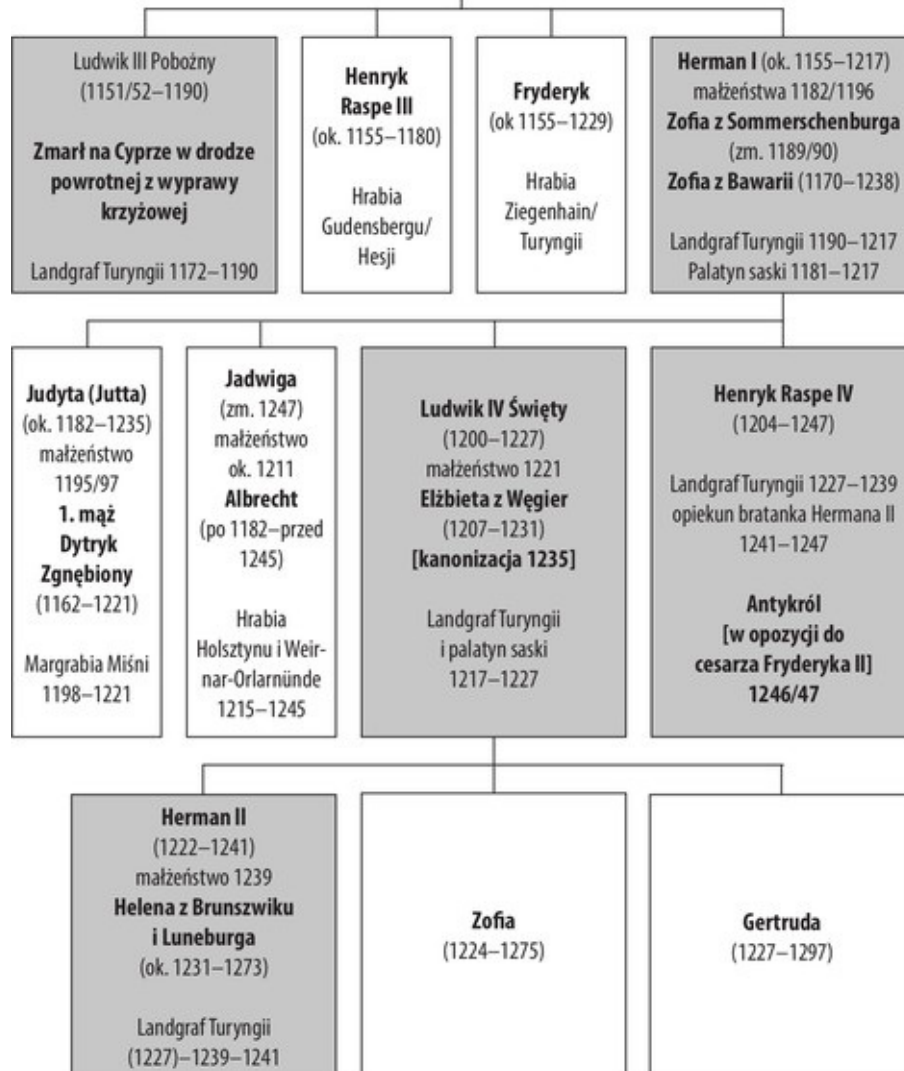 Ludwik III Pobożny
(1151/52–1190)
Zmarł na Cyprze w drodze
powrotnej z wyprawy
krzyżowej
Landgraf Turyngii 1172–1190
Henryk
Raspe III
(ok. 1155–1180)
Hrabia
Gudensbergu/
Hesji
Fryderyk
(ok 1155–1229)
Hrabia
Ziegenhain/
Turyngii
Herman I (ok. 1155–1217)
małżeństwa 1182/1196
Zofia z Sommerschenburga
(zm. 1189/90)
Zofia z Bawarii (1170–1238)
Landgraf Turyngii 1190–1217
Palatyn saski 1181–1217
Judyta (Jutta)
(ok. 1182–1235)
małżeństwo
1195/97
1. mąż
Dytryk
Zgnębiony
(1162–1221)
Margrabia Miśni
1198–1221
Jadwiga
(zm. 1247)
małżeństwo
ok. 1211
Albrecht
(po 1182–przed
1245)
Hrabia
Holsztynu i Weir-
nar-Orlarnünde
1215–1245
Ludwik IV Święty
(1200–1227)
małżeństwo 1221
Elżbieta z Węgier
(1207–1231)
[kanonizacja 1235]
Landgraf Turyngii
i palatyn saski
1217–1227
Henryk Raspe IV
(1204–1247)
Landgraf Turyngii 1227–1239
opiekun bratanka Hermana II
1241–1247
Antykról
[w opozycji do
cesarza Fryderyka II]
1246/47
Herman II
(1222–1241)
małżeństwo 1239
Helena z Brunszwiku
i Luneburga
(ok. 1231–1273)
Landgraf Turyngii
(1227)–1239–1241
Zofia
(1224–1275)
Gertruda
(1227–1297)